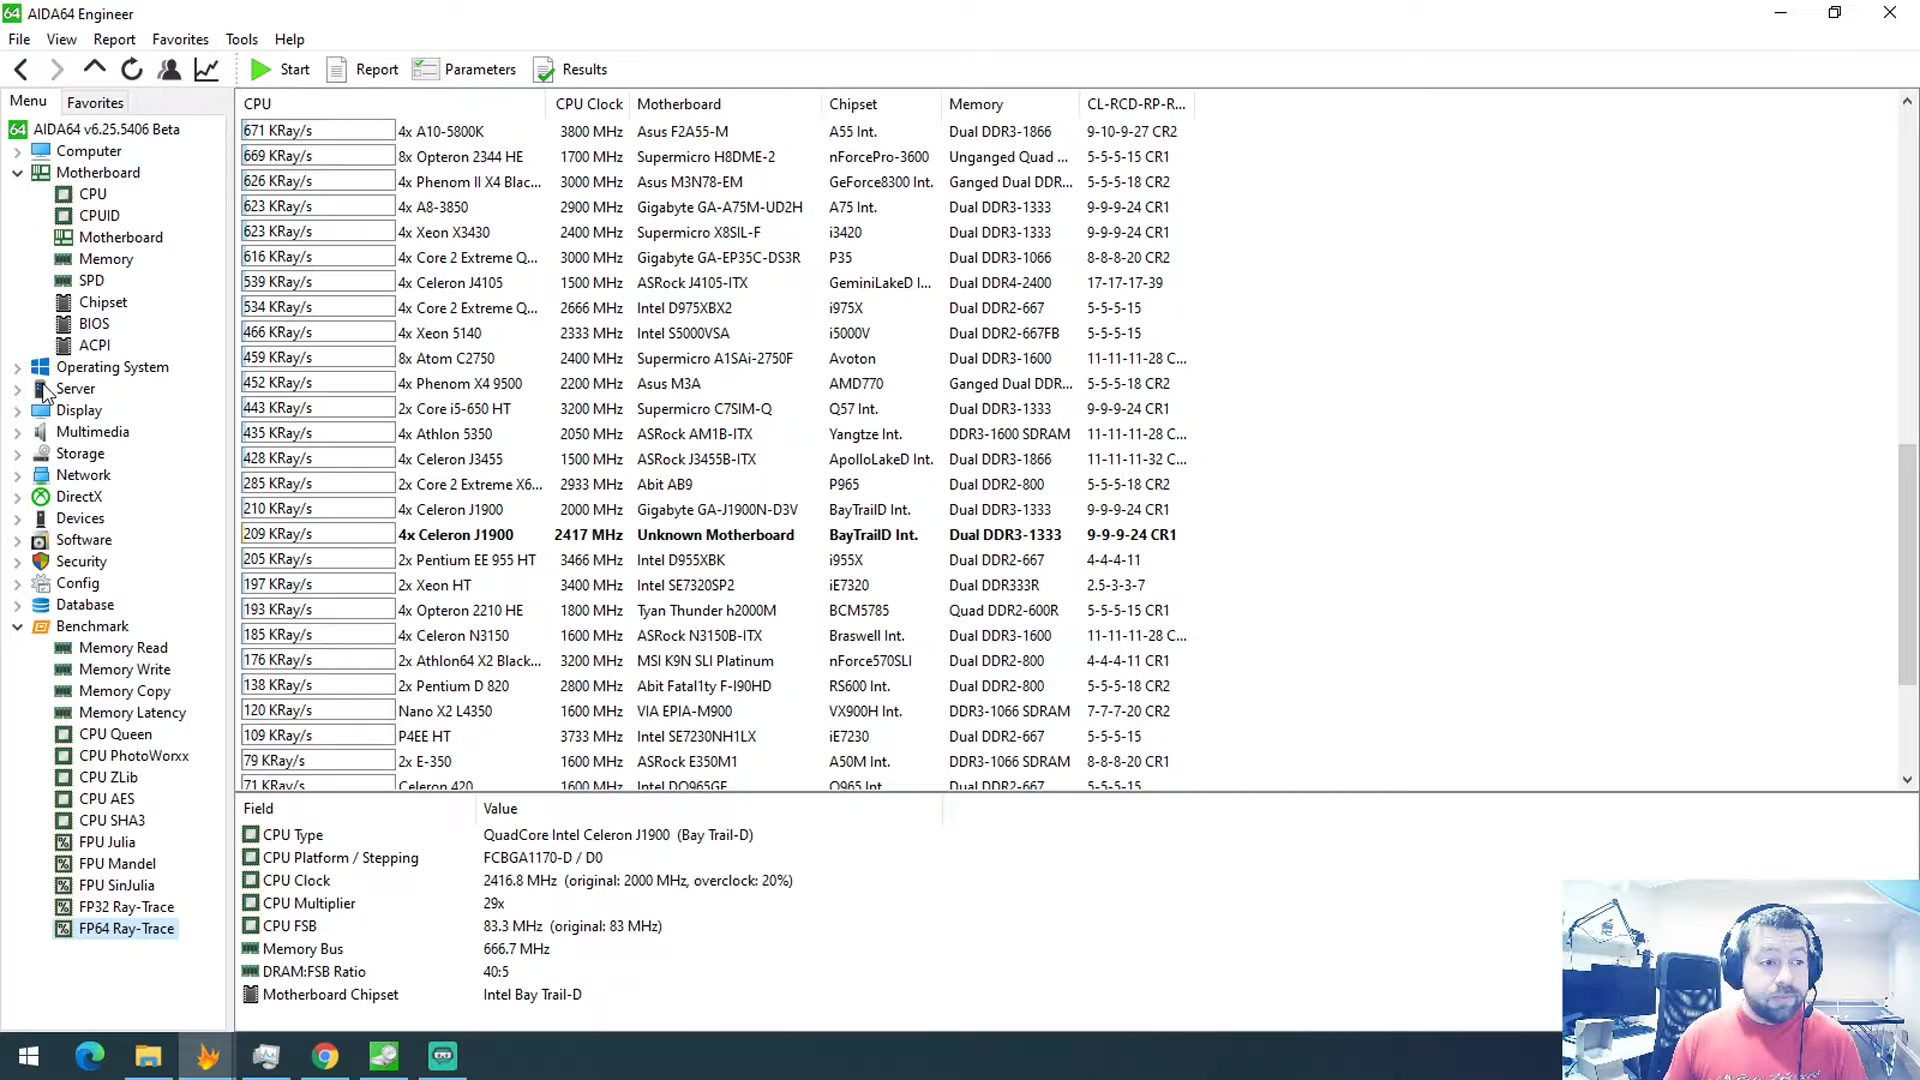 64 AIDA64 Engineer
File View Report Favorites Tools Help
Start Report Parameters Results
Menu Favorites
64 AIDA64 v6.25.5406 Beta
Computer
Motherboard
CPU
CPUID
Motherboard
Memory
SPD
Chipset
BIOS
ACPI
Operating System
Server
Display
Multimedia
Storage
Network
DirectX
Devices
Software
Security
Config
Database
Benchmark
Memory Read
Memory Write
Memory Copy
Memory Latency
CPU Queen
CPU PhotoWorxx
CPU ZLib
CPU AES
CPU SHA3
FPU Julia
FPU Mandel
FPU SinJulia
FP32 Ray-Trace
FP64 Ray-Trace
CPU CPU Clock Motherboard Chipset Memory CL-RCD-RP-R...
671 KRay/s 4x A10-5800K 3800 MHz Asus F2A55-M A55 Int. Dual DDR3-1866 9-10-9-27 CR2
669 KRay/s 8x Opteron 2344 HE 1700 MHz Supermicro H8DME-2 nForcePro-3600 Unganged Quad ... 5-5-5-15 CR1
626 KRay/s 4x Phenom II X4 Blac... 3000 MHz Asus M3N78-EM GeForce8300 Int. Ganged Dual DDR... 5-5-5-18 CR2
623 KRay/s 4x A8-3850 2900 MHz Gigabyte GA-A75M-UD2H A75 Int. Dual DDR3-1333 9-9-9-24 CR1
623 KRay/s 4x Xeon X3430 2400 MHz Supermicro X8SIL-F i3420 Dual DDR3-1333 9-9-9-24 CR1
616 KRay/s 4x Core 2 Extreme Q... 3000 MHz Gigabyte GA-EP35C-DS3R P35 Dual DDR3-1066 8-8-8-20 CR2
539 KRay/s 4x Celeron J4105 1500 MHz ASRock J4105-ITX GeminiLakeD I... Dual DDR4-2400 17-17-17-39
534 KRay/s 4x Core 2 Extreme Q... 2666 MHz Intel D975XBX2 i975X Dual DDR2-667 5-5-5-15
466 KRay/s 4x Xeon 5140 2333 MHz Intel S5000VSA i5000V Dual DDR2-667FB 5-5-5-15
459 KRay/s 8x Atom C2750 2400 MHz Supermicro A1SAi-2750F Avoton Dual DDR3-1600 11-11-11-28 C...
452 KRay/s 4x Phenom X4 9500 2200 MHz Asus M3A AMD770 Ganged Dual DDR... 5-5-5-18 CR2
443 KRay/s 2x Core i5-650 HT 3200 MHz Supermicro C7SIM-Q Q57 Int. Dual DDR3-1333 9-9-9-24 CR1
435 KRay/s 4x Athlon 5350 2050 MHz ASRock AM1B-ITX Yangtze Int. DDR3-1600 SDRAM 11-11-11-28 C...
428 KRay/s 4x Celeron J3455 1500 MHz ASRock J3455B-ITX ApolloLakeD Int. Dual DDR3-1866 11-11-11-32 C...
285 KRay/s 2x Core 2 Extreme X6... 2933 MHz Abit AB9 P965 Dual DDR2-800 5-5-5-18 CR2
210 KRay/s 4x Celeron J1900 2000 MHz Gigabyte GA-J1900N-D3V BayTrailD Int. Dual DDR3-1333 9-9-9-24 CR1
209 KRay/s 4x Celeron J1900 2417 MHz Unknown Motherboard BayTrailD Int. Dual DDR3-1333 9-9-9-24 CR1
205 KRay/s 2x Pentium EE 955 HT 3466 MHz Intel D955XBK i955X Dual DDR2-667 4-4-4-11
197 KRay/s 2x Xeon HT 3400 MHz Intel SE7320SP2 iE7320 Dual DDR333R 2.5-3-3-7
193 KRay/s 4x Opteron 2210 HE 1800 MHz Tyan Thunder h2000M BCM5785 Quad DDR2-600R 5-5-5-15 CR1
185 KRay/s 4x Celeron N3150 1600 MHz ASRock N3150B-ITX Braswell Int. Dual DDR3-1600 11-11-11-28 C...
176 KRay/s 2x Athlon64 X2 Black... 3200 MHz MSI K9N SLI Platinum nForce570SLI Dual DDR2-800 4-4-4-11 CR1
138 KRay/s 2x Pentium D 820 2800 MHz Abit Fatal1ty F-I90HD RS600 Int. Dual DDR2-800 5-5-5-18 CR2
120 KRay/s Nano X2 L4350 1600 MHz VIA EPIA-M900 VX900H Int. DDR3-1066 SDRAM 7-7-7-20 CR2
109 KRay/s P4EE HT 3733 MHz Intel SE7230NH1LX iE7230 Dual DDR2-667 5-5-5-15
79 KRay/s 2x E-350 1600 MHz ASRock E350M1 A50M Int. DDR3-1066 SDRAM 8-8-8-20 CR1
71 KRay/s Celeron 420 1600 MHz Intel DQ965GF Q965 Int. Dual DDR2-667 5-5-5-15
Field Value
CPU Type QuadCore Intel Celeron J1900 (Bay Trail-D)
CPU Platform / Stepping FCBGA1170-D / D0
CPU Clock 2416.8 MHz (original: 2000 MHz, overclock: 20%)
CPU Multiplier 29x
CPU FSB 83.3 MHz (original: 83 MHz)
Memory Bus 666.7 MHz
DRAM:FSB Ratio 40:5
Motherboard Chipset Intel Bay Trail-D